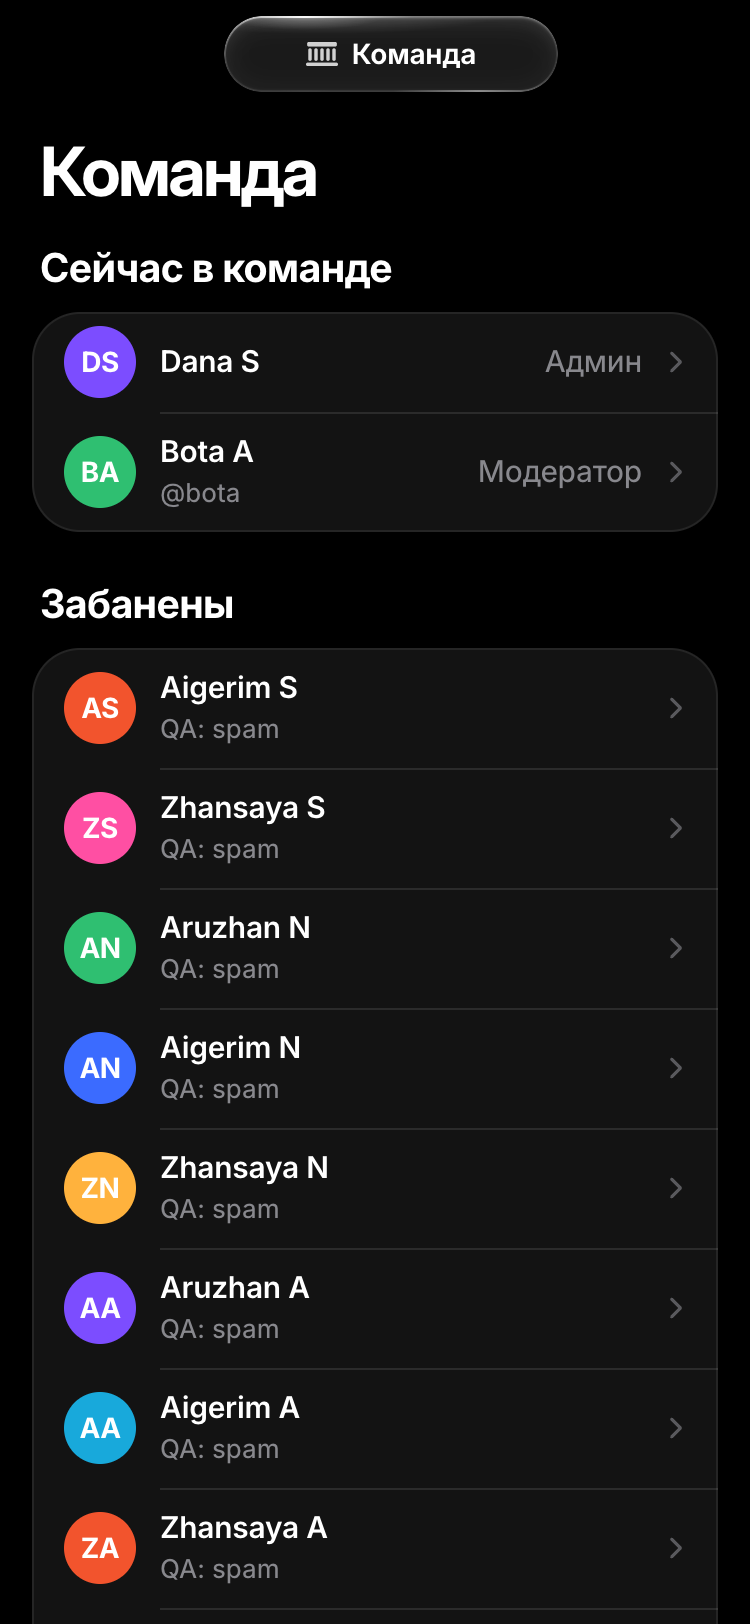 Команда
Команда
Сейчас в команде
DS Dana S Админ
BA Bota A Модератор
@bota
Забанены
AS Aigerim S
QA: spam
ZS Zhansaya S
QA: spam
AN Aruzhan N
QA: spam
AN Aigerim N
QA: spam
ZN Zhansaya N
QA: spam
AA Aruzhan A
QA: spam
AA Aigerim A
QA: spam
ZA Zhansaya A
QA: spam